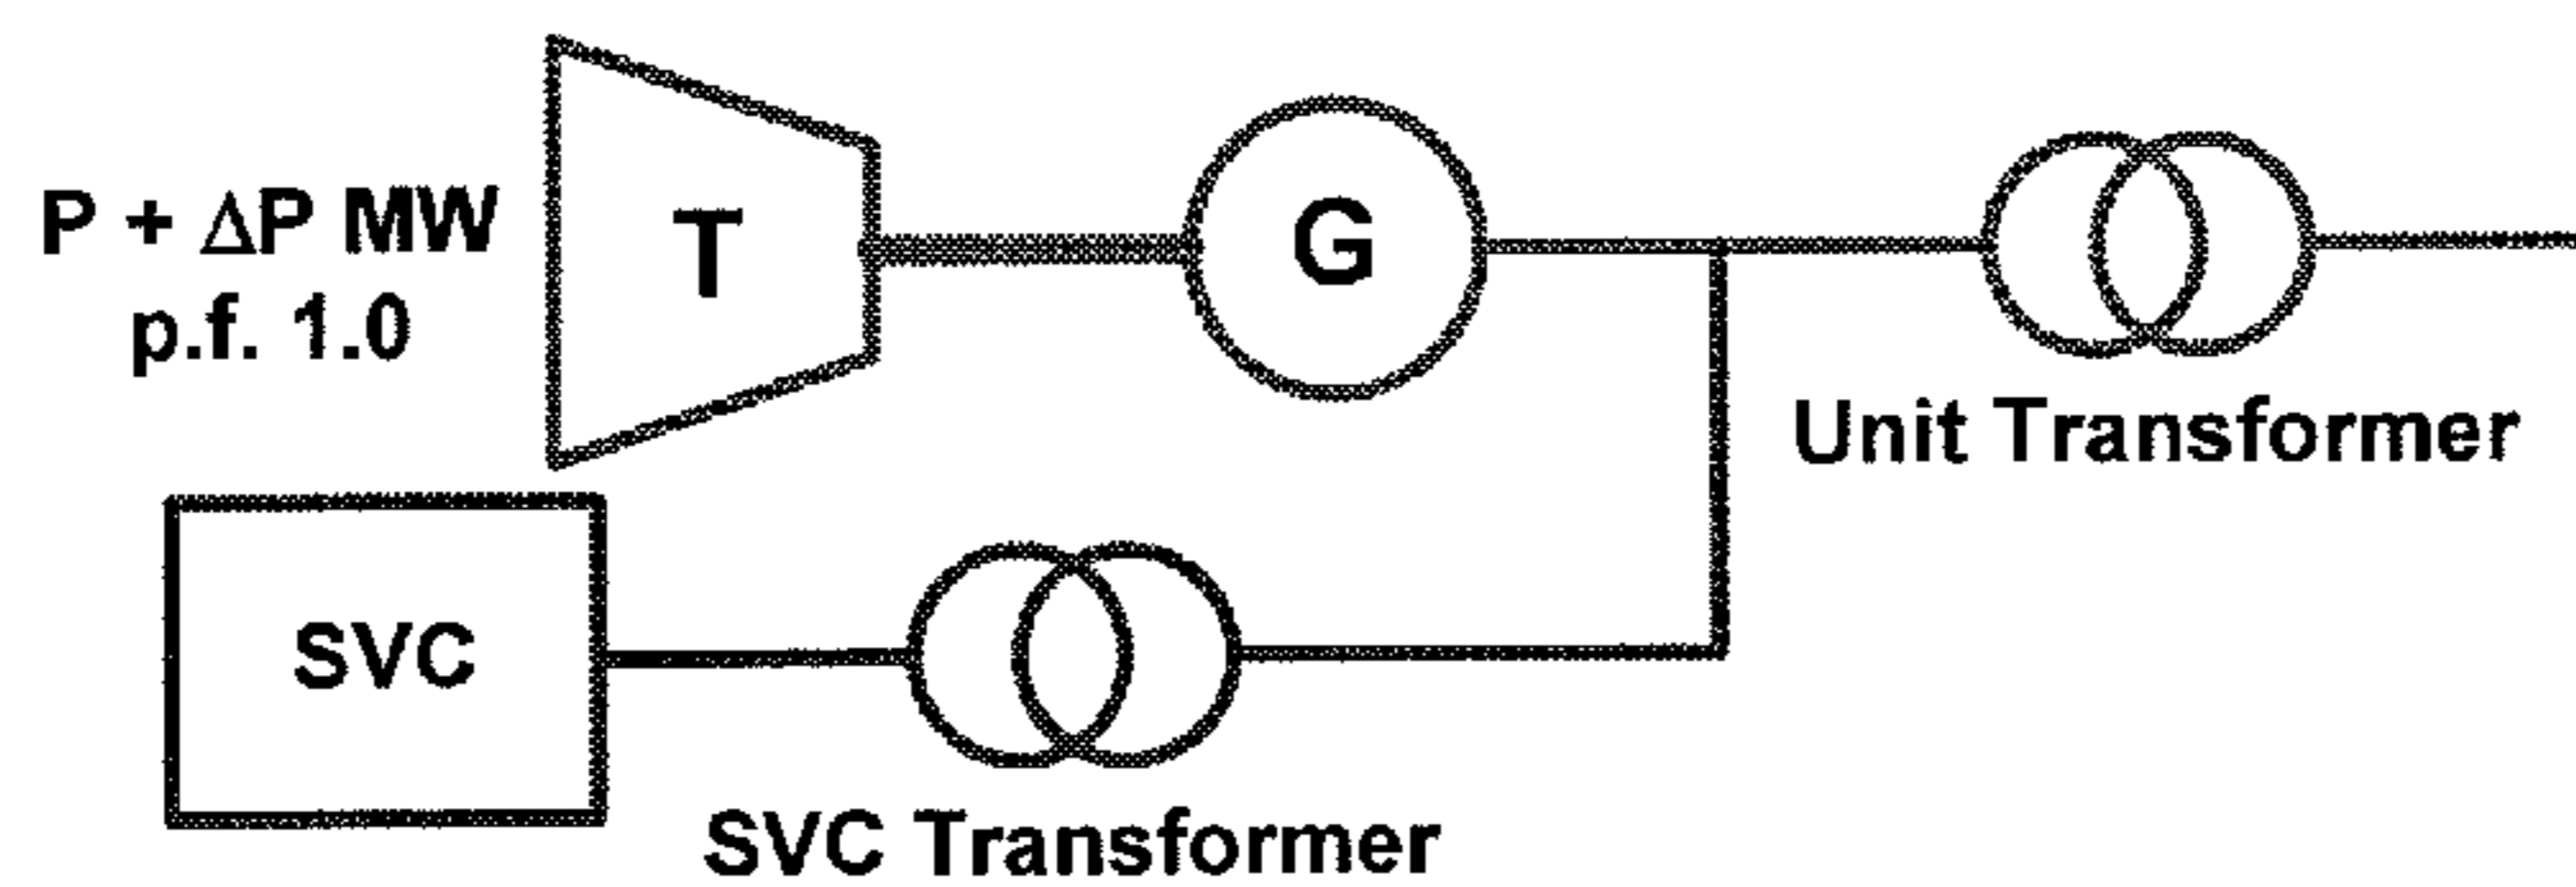 P + ΔP MW
p.f. 1.0
T
G
Unit Transformer
SVC
SVC Transformer